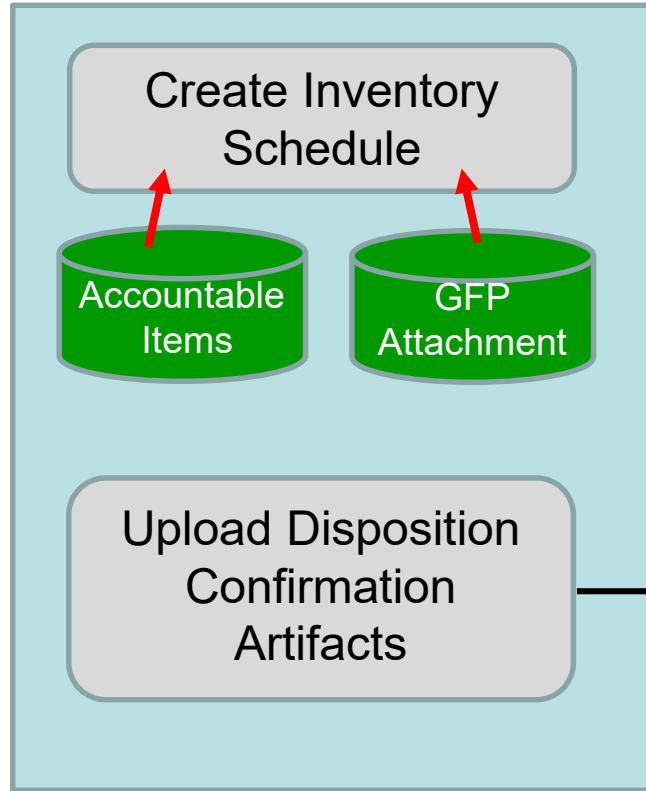 Create Inventory
Schedule
Accountable
Items
GFP
Attachment
Upload Disposition
Confirmation
Artifacts